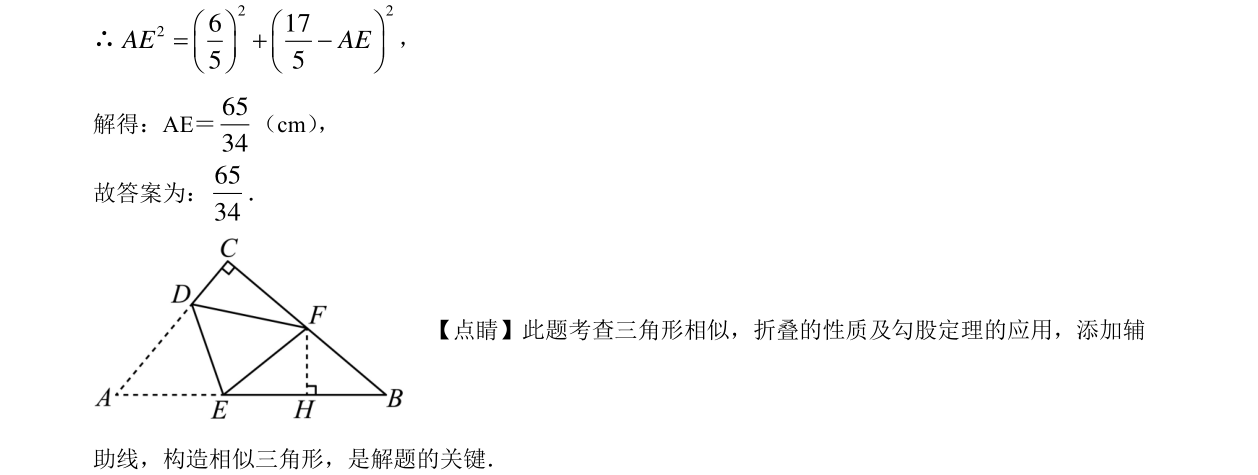 ∴ AE² = (6/5)² + (17/5 − AE)²，
解得：AE＝65/34（cm），
故答案为：65/34．
C
D
F
【点睛】此题考查三角形相似，折叠的性质及勾股定理的应用，添加辅
A
E
H
B
助线，构造相似三角形，是解题的关键．